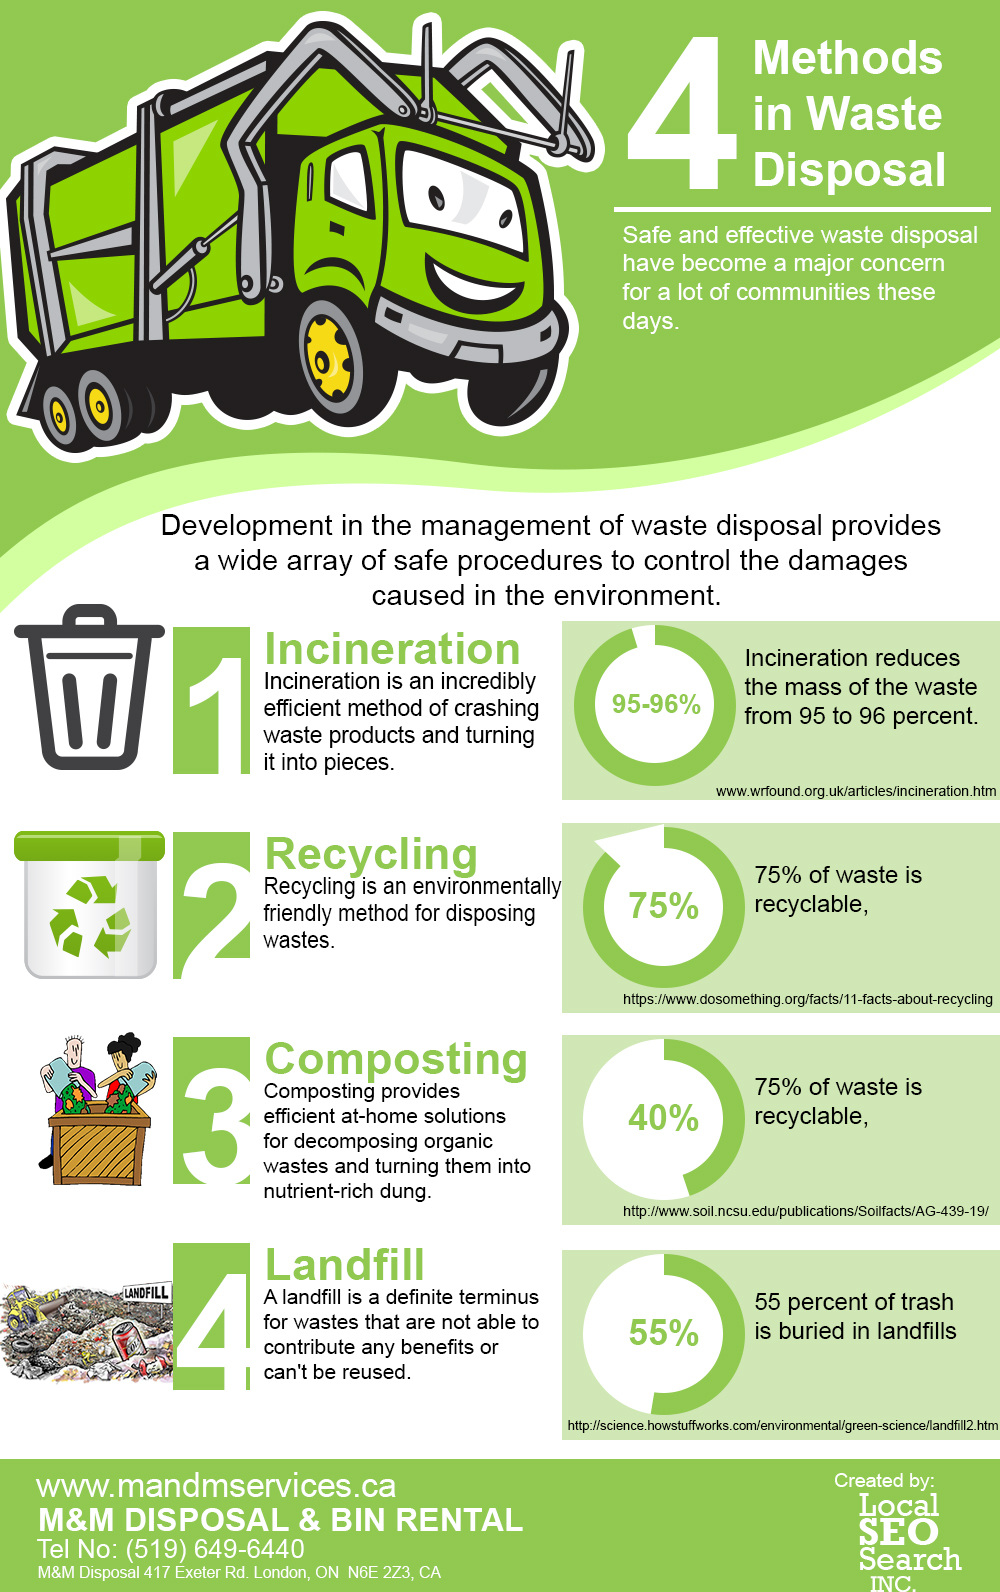 4
Methods
in Waste
Disposal
Safe and effective waste disposal
have become a major concern
for a lot of communities these
days.
Development in the management of waste disposal provides
a wide array of safe procedures to control the damages
caused in the environment.
1
Incineration
Incineration is an incredibly
efficient method of crashing
waste products and turning
it into pieces.
95-96%
Incineration reduces
the mass of the waste
from 95 to 96 percent.
www.wrfound.org.uk/articles/incineration.htm
2
Recycling
Recycling is an environmentally
friendly method for disposing
wastes.
75%
75% of waste is
recyclable,
https://www.dosomething.org/facts/11-facts-about-recycling
3
Composting
Composting provides
efficient at-home solutions
for decomposing organic
wastes and turning them into
nutrient-rich dung.
40%
75% of waste is
recyclable,
http://www.soil.ncsu.edu/publications/Soilfacts/AG-439-19/
LANDFILL
4
Landfill
A landfill is a definite terminus
for wastes that are not able to
contribute any benefits or
can't be reused.
55%
55 percent of trash
is buried in landfills
http://science.howstuffworks.com/environmental/green-science/landfill2.htm
www.mandmservices.ca
M&M DISPOSAL & BIN RENTAL
Tel No: (519) 649-6440
M&M Disposal 417 Exeter Rd. London, ON  N6E 2Z3, CA
Created by:
Local
SEO
Search
INC.